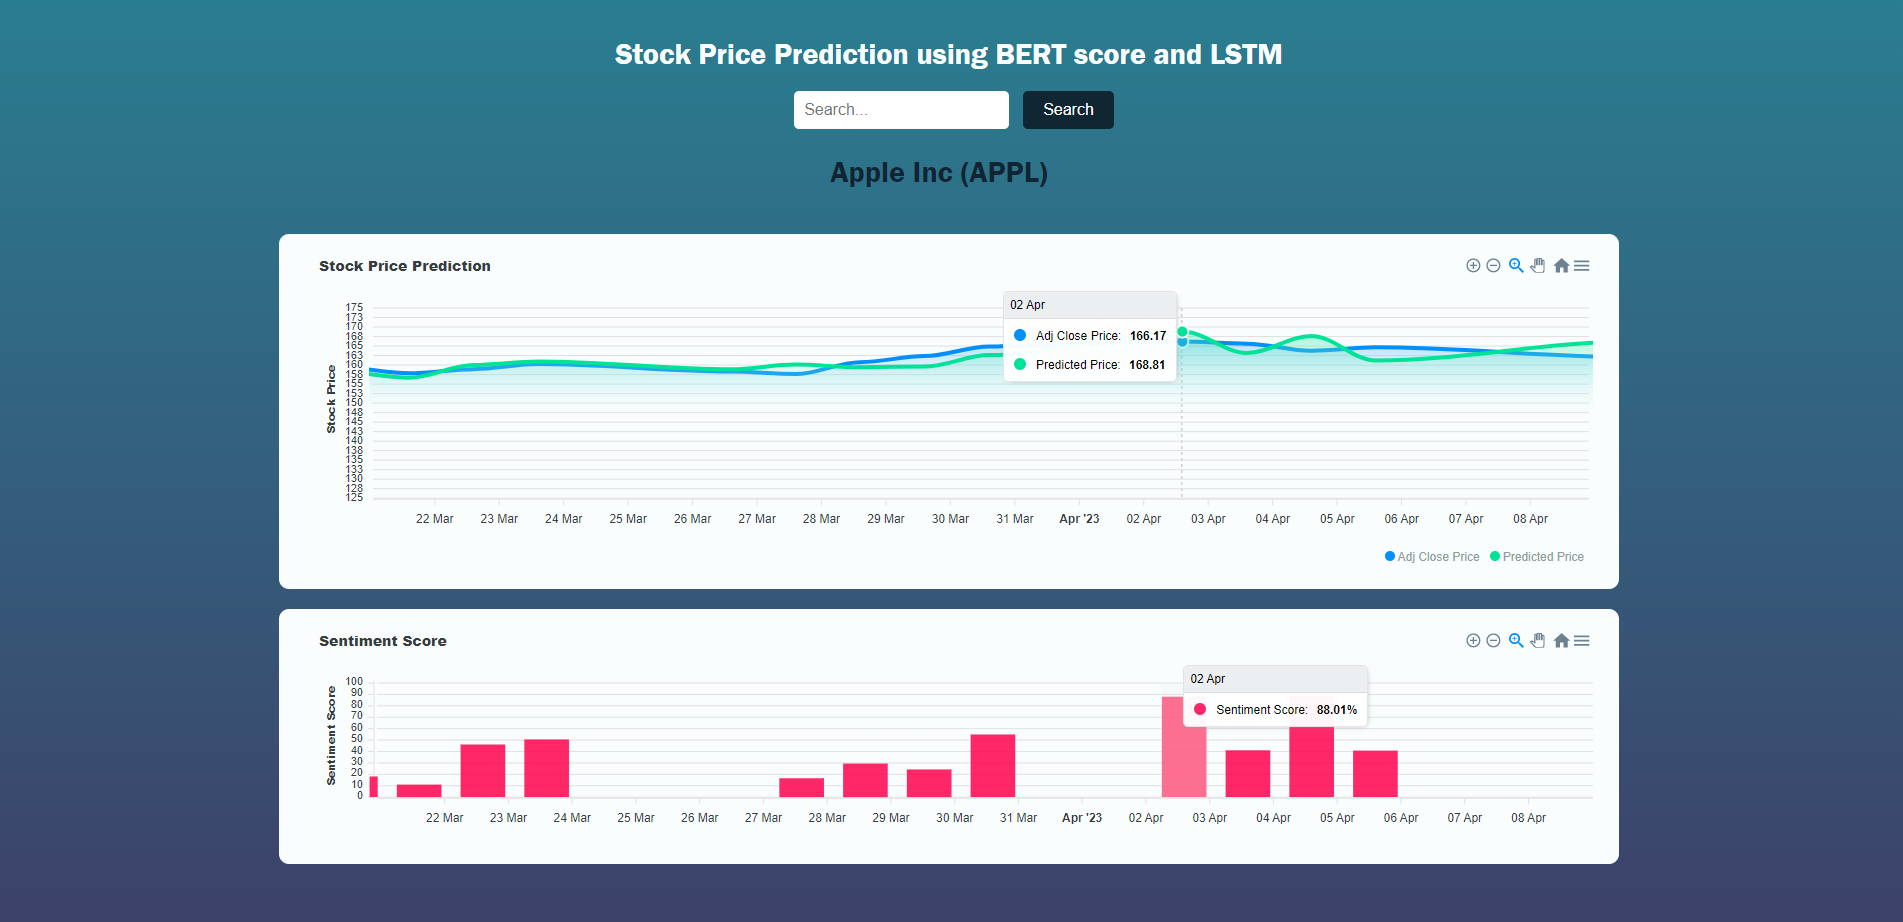 Stock Price Prediction using BERT score and LSTM
Search...
Search
Apple Inc (APPL)
Stock Price Prediction
02 Apr
Adj Close Price: 166.17
Predicted Price: 168.81
Stock Price
175
173
170
168
165
163
160
158
155
153
150
148
145
143
140
138
135
133
130
128
125
22 Mar 23 Mar 24 Mar 25 Mar 26 Mar 27 Mar 28 Mar 29 Mar 30 Mar 31 Mar Apr '23 02 Apr 03 Apr 04 Apr 05 Apr 06 Apr 07 Apr 08 Apr
Adj Close Price Predicted Price
Sentiment Score
02 Apr
Sentiment Score: 88.01%
Sentiment Score
100
90
80
70
60
50
40
30
20
10
0
22 Mar 23 Mar 24 Mar 25 Mar 26 Mar 27 Mar 28 Mar 29 Mar 30 Mar 31 Mar Apr '23 02 Apr 03 Apr 04 Apr 05 Apr 06 Apr 07 Apr 08 Apr